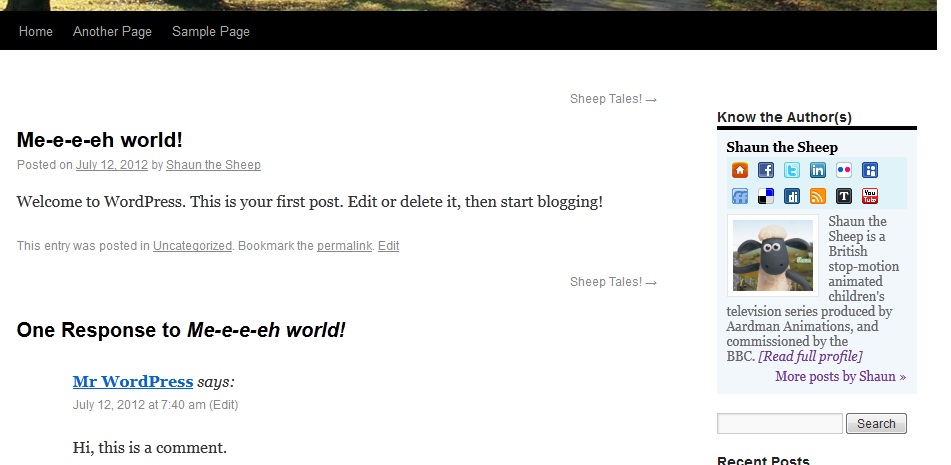 Home Another Page Sample Page
Sheep Tales! →
Me-e-e-eh world!
Posted on July 12, 2012 by Shaun the Sheep
Welcome to WordPress. This is your first post. Edit or delete it, then start blogging!
This entry was posted in Uncategorized. Bookmark the permalink. Edit
Sheep Tales! →
One Response to Me-e-e-eh world!
Mr WordPress says:
July 12, 2012 at 7:40 am (Edit)
Hi, this is a comment.
Know the Author(s)
Shaun the Sheep
f t in
ff di T You Tube
Shaun the
Sheep is a
British
stop-motion
animated
children's
television series produced by
Aardman Animations, and
commissioned by the
BBC. [Read full profile]
More posts by Shaun »
Search
Recent Posts